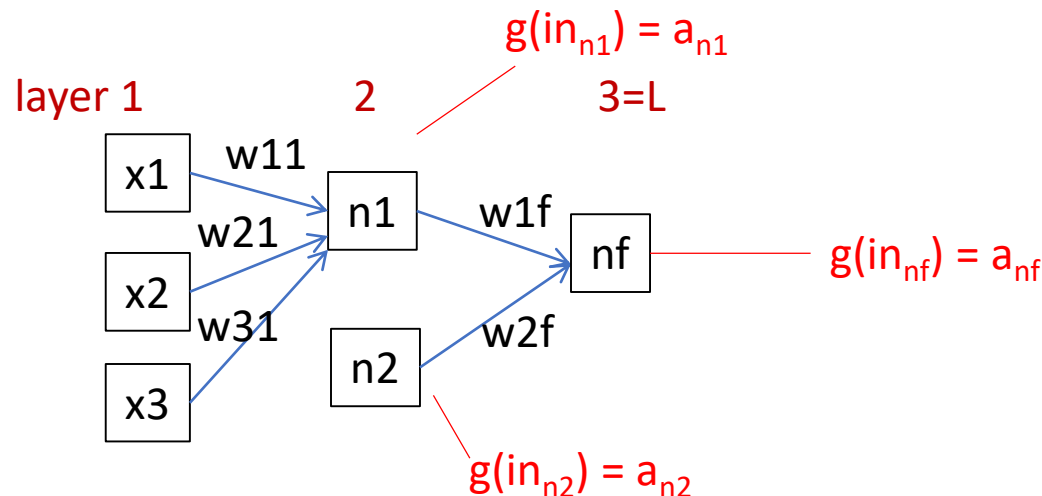 g(in_n1) = a_n1
layer 1 2 3=L
x1
w11
n1
w1f
w21
nf
g(in_nf) = a_nf
x2
w31
w2f
n2
x3
g(in_n2) = a_n2